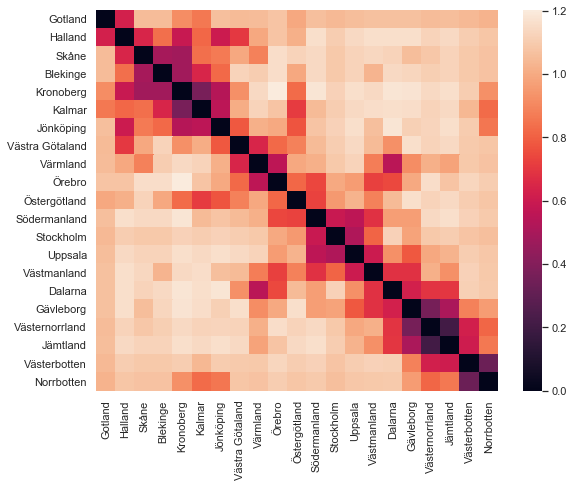 Gotland
Halland
Skåne
Blekinge
Kronoberg
Kalmar
Jönköping
Västra Götaland
Värmland
Örebro
Östergötland
Södermanland
Stockholm
Uppsala
Västmanland
Dalarna
Gävleborg
Västernorrland
Jämtland
Västerbotten
Norrbotten
Gotland
Halland
Skåne
Blekinge
Kronoberg
Kalmar
Jönköping
Västra Götaland
Värmland
Örebro
Östergötland
Södermanland
Stockholm
Uppsala
Västmanland
Dalarna
Gävleborg
Västernorrland
Jämtland
Västerbotten
Norrbotten
1.2
1.0
0.8
0.6
0.4
0.2
0.0